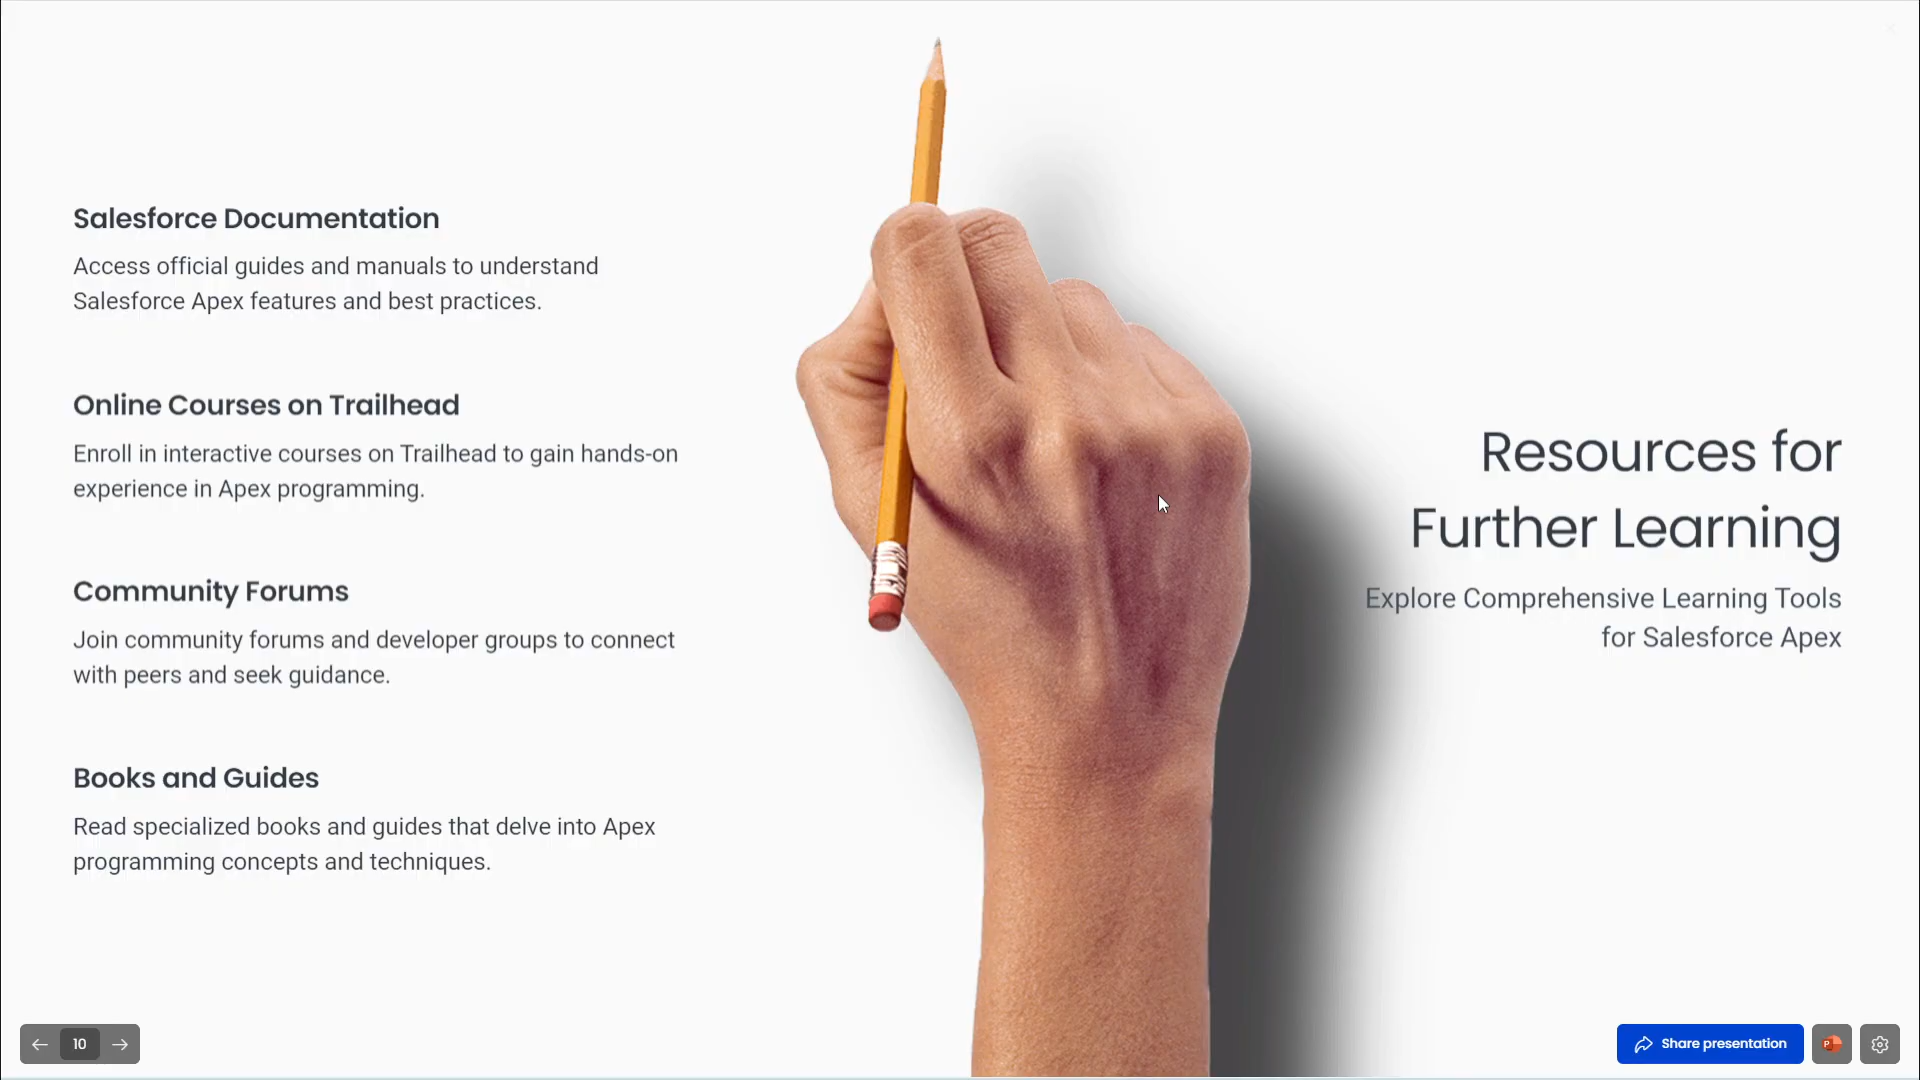 Salesforce Documentation
Access official guides and manuals to understand
Salesforce Apex features and best practices.
Online Courses on Trailhead
Enroll in interactive courses on Trailhead to gain hands-on
experience in Apex programming.
Community Forums
Join community forums and developer groups to connect
with peers and seek guidance.
Books and Guides
Read specialized books and guides that delve into Apex
programming concepts and techniques.
Resources for
Further Learning
Explore Comprehensive Learning Tools
for Salesforce Apex
10
Share presentation
P